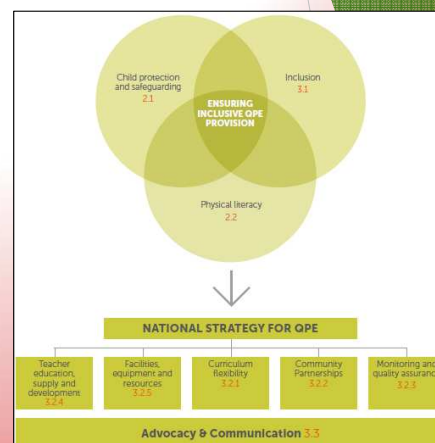 Child protection
and safeguarding
2.1
Inclusion
3.1
ENSURING
INCLUSIVE QPE
PROVISION
Physical literacy
2.2
NATIONAL STRATEGY FOR QPE
Teacher
education,
supply and
development
3.2.4
Facilities,
equipment and
resources
3.2.5
Curriculum
flexibility
3.2.1
Community
Partnerships
3.2.2
Monitoring and
quality assurance
3.2.3
Advocacy & Communication 3.3